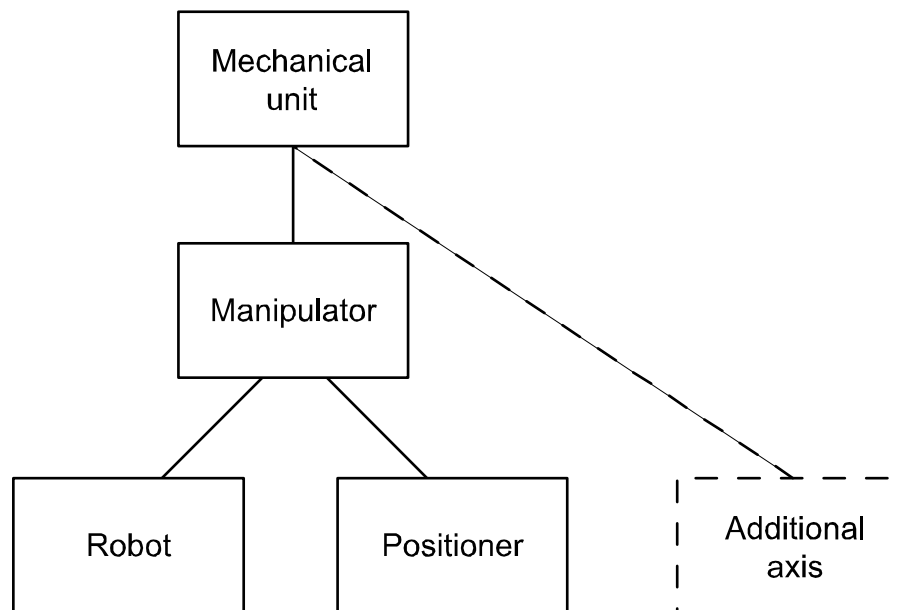 Mechanical
unit
Manipulator
Robot
Positioner
Additional
axis